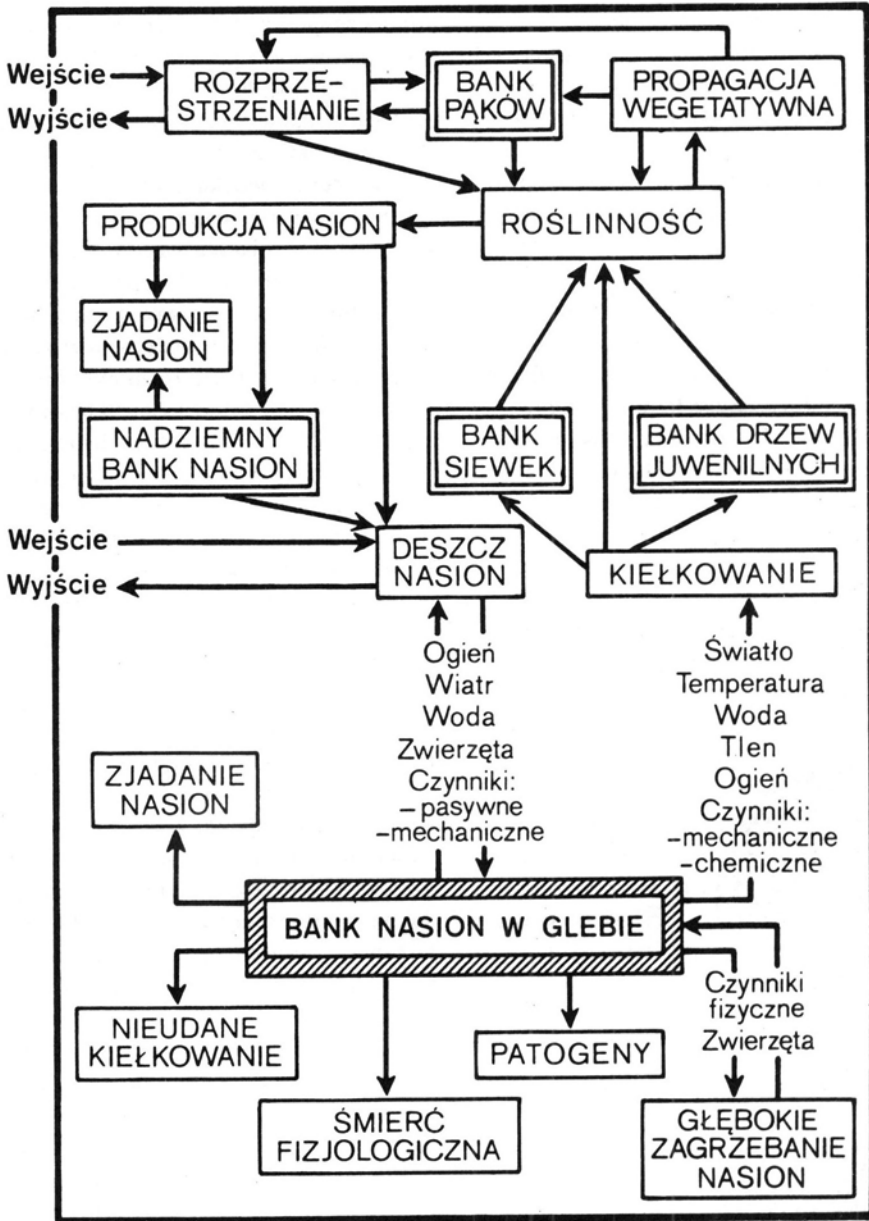 Wejście
Wyjście
ROZPRZE-
STRZENIANIE
BANK
PĄKÓW
PROPAGACJA
WEGETATYWNA
PRODUKCJA NASION
ROŚLINNOŚĆ
ZJADANIE
NASION
NADZIEMNY
BANK NASION
BANK
SIEWEK
BANK DRZEW
JUWENILNYCH
Wejście
Wyjście
DESZCZ
NASION
KIEŁKOWANIE
Ogień
Wiatr
Woda
Zwierzęta
Czynniki:
– pasywne
-mechaniczne
Światło
Temperatura
Woda
Tlen
Ogień
Czynniki:
-mechaniczne
-chemiczne
ZJADANIE
NASION
BANK NASION W GLEBIE
NIEUDANE
KIEŁKOWANIE
PATOGENY
Czynniki
fizyczne
Zwierzęta
ŚMIERĆ
FIZJOLOGICZNA
GŁĘBOKIE
ZAGRZEBANIE
NASION